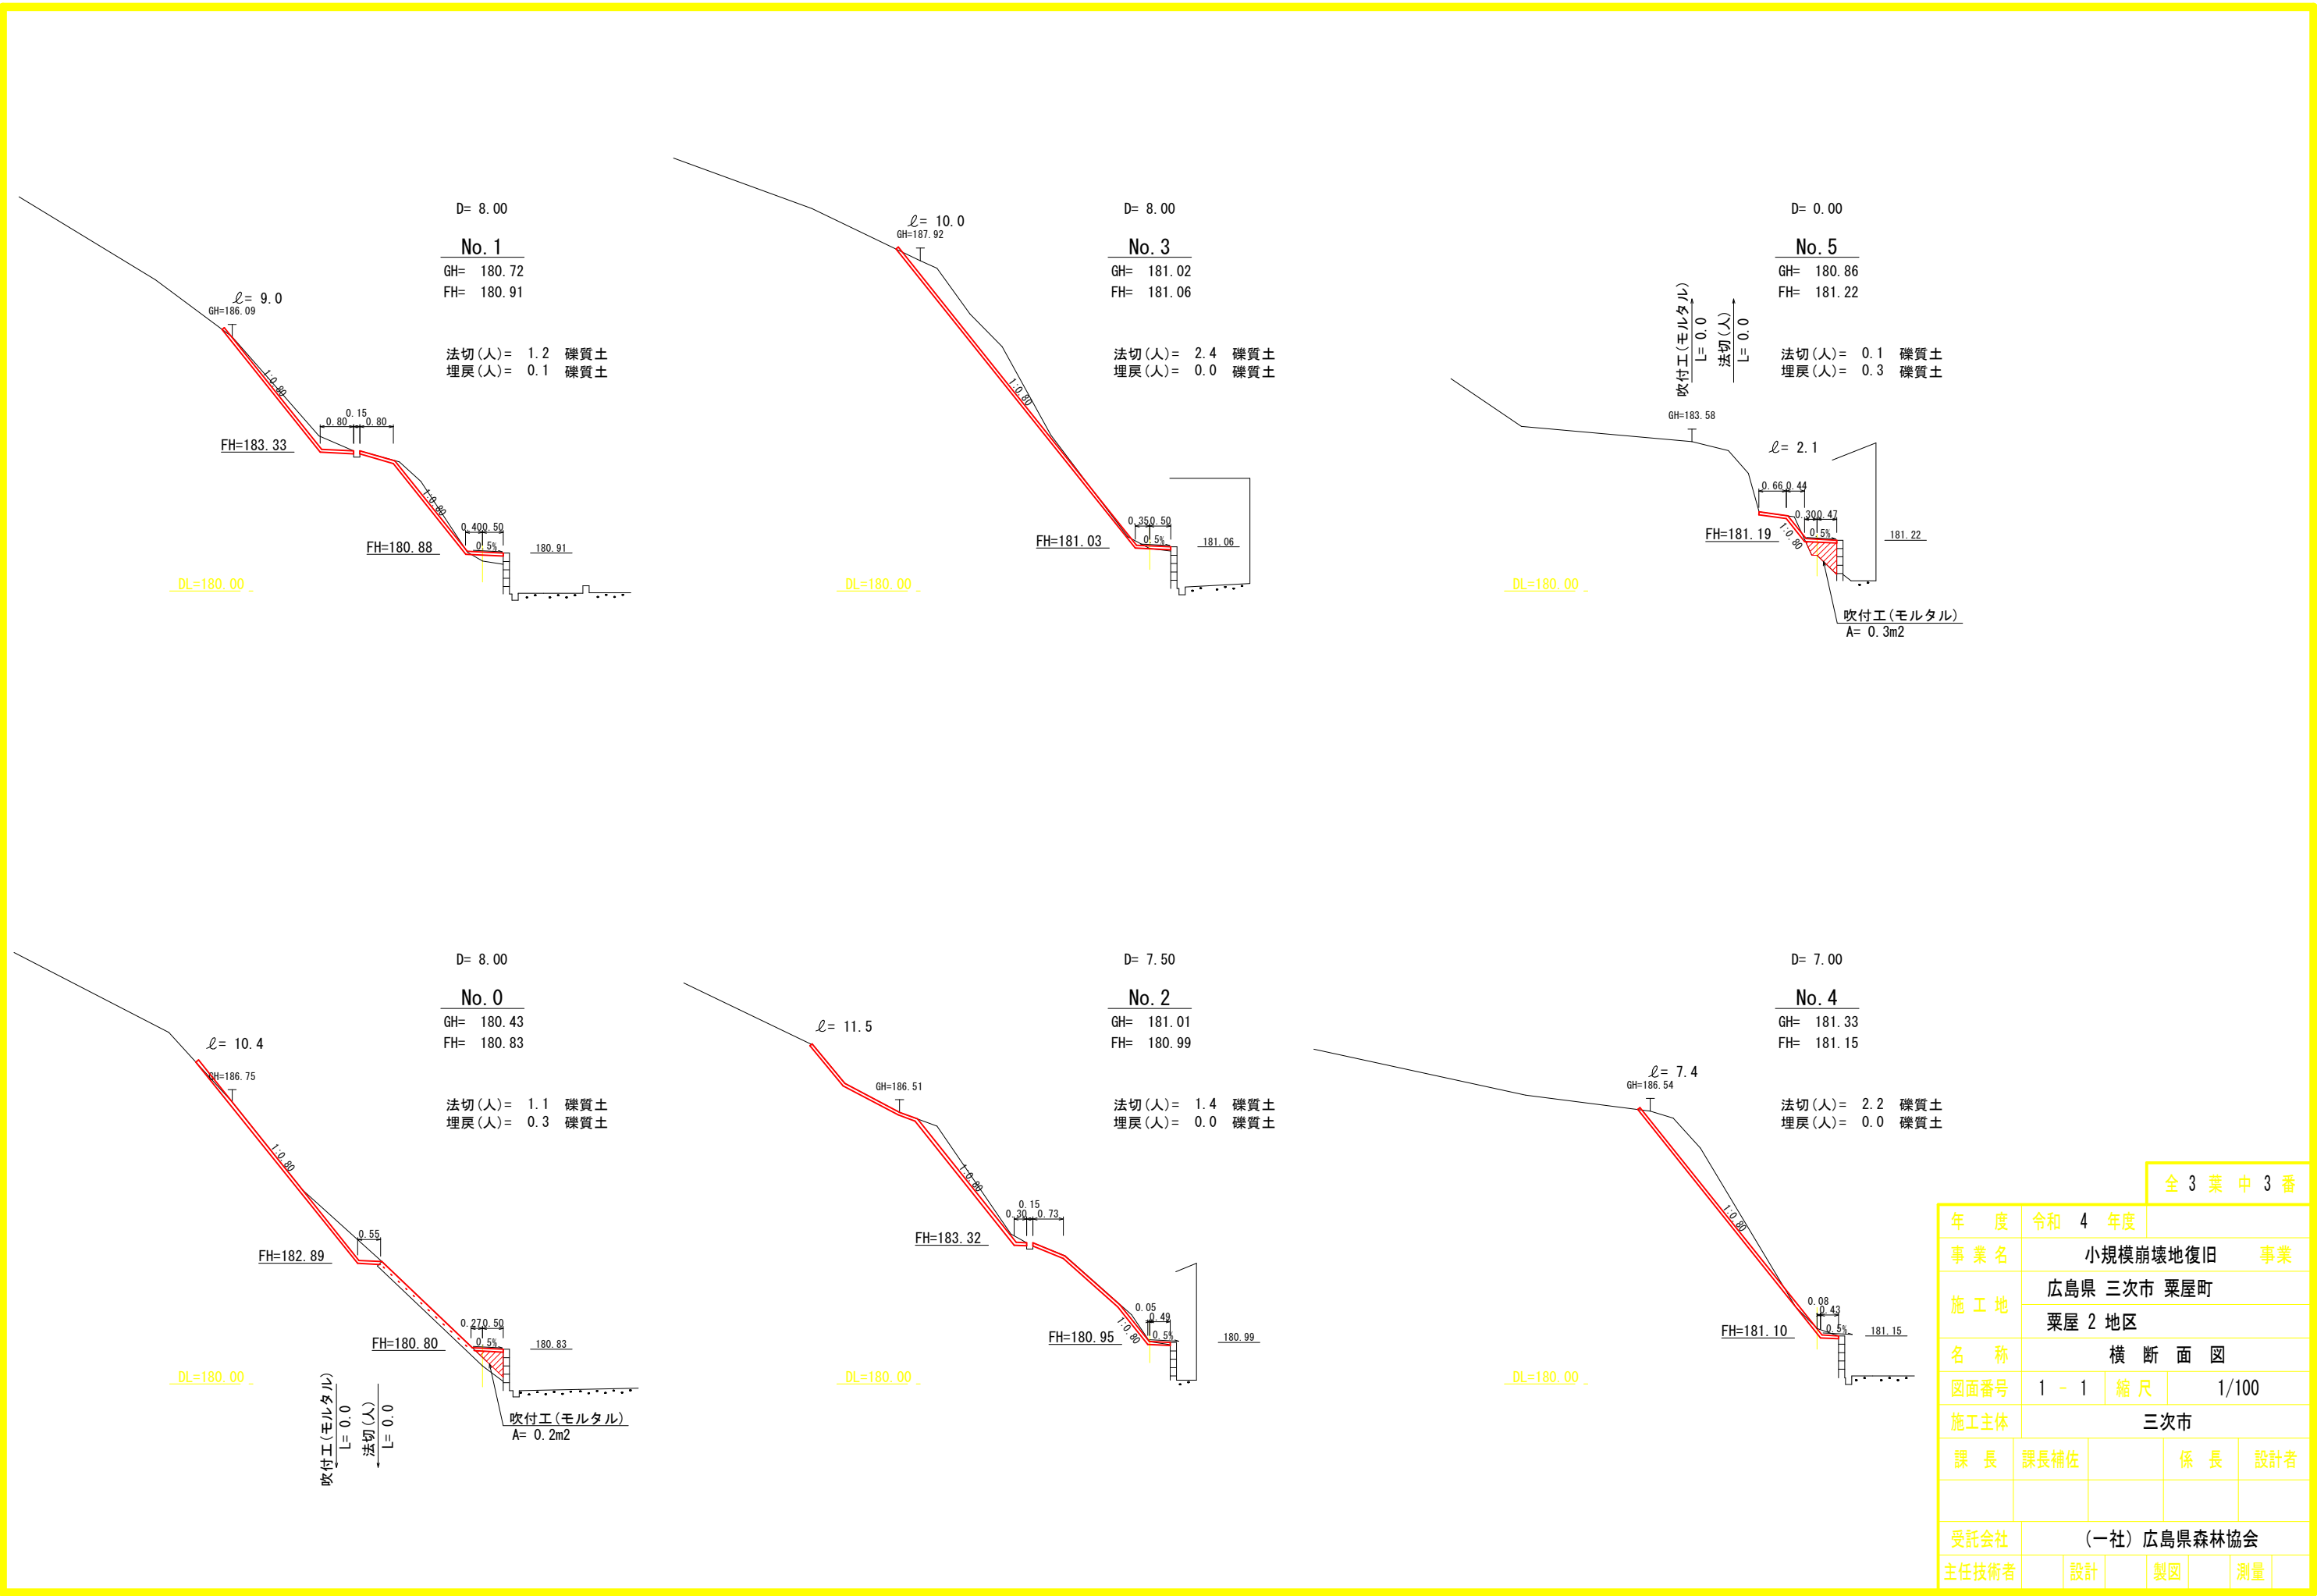 D= 8.00
No.1
GH= 180.72
FH= 180.91
法切(人)= 1.2 礫質土
埋戻(人)= 0.1 礫質土
ℓ= 9.0
GH=186.09
1:0.80
0.15
0.80 0.80
FH=183.33
1:0.80
0.40 0.50
0.5%
FH=180.88
180.91
DL=180.00
D= 8.00
No.3
GH= 181.02
FH= 181.06
法切(人)= 2.4 礫質土
埋戻(人)= 0.0 礫質土
ℓ= 10.0
GH=187.92
1:0.80
0.35 0.50
0.5%
FH=181.03
181.06
DL=180.00
D= 0.00
No.5
GH= 180.86
FH= 181.22
法切(人)= 0.1 礫質土
埋戻(人)= 0.3 礫質土
吹付工(モルタル)
L= 0.0
法切(人)
L= 0.0
GH=183.58
ℓ= 2.1
0.66 0.44
0.30 0.47
0.5%
1:0.80
FH=181.19
181.22
DL=180.00
吹付工(モルタル)
A= 0.3m2
D= 8.00
No.0
GH= 180.43
FH= 180.83
法切(人)= 1.1 礫質土
埋戻(人)= 0.3 礫質土
ℓ= 10.4
GH=186.75
1:0.80
0.55
FH=182.89
0.27 0.50
0.5%
FH=180.80
180.83
DL=180.00
吹付工(モルタル)
L= 0.0
法切(人)
L= 0.0
吹付工(モルタル)
A= 0.2m2
D= 7.50
No.2
GH= 181.01
FH= 180.99
法切(人)= 1.4 礫質土
埋戻(人)= 0.0 礫質土
ℓ= 11.5
GH=186.51
1:0.80
0.15
0.30 0.73
FH=183.32
0.05
0.49
0.5%
1:0.80
FH=180.95
180.99
DL=180.00
D= 7.00
No.4
GH= 181.33
FH= 181.15
法切(人)= 2.2 礫質土
埋戻(人)= 0.0 礫質土
ℓ= 7.4
GH=186.54
1:0.80
0.08
0.43
0.5%
FH=181.10
181.15
DL=180.00
全 3 葉 中 3 番
年 度 令和 4 年度
事 業 名 小規模崩壊地復旧 事業
施 工 地 広島県 三次市 粟屋町
粟屋 2 地区
名 称 横 断 面 図
図面番号 1 - 1 縮 尺 1/100
施工主体 三次市
課 長 課長補佐 係 長 設計者
受託会社 (一社) 広島県森林協会
主任技術者 設計 製図 測量